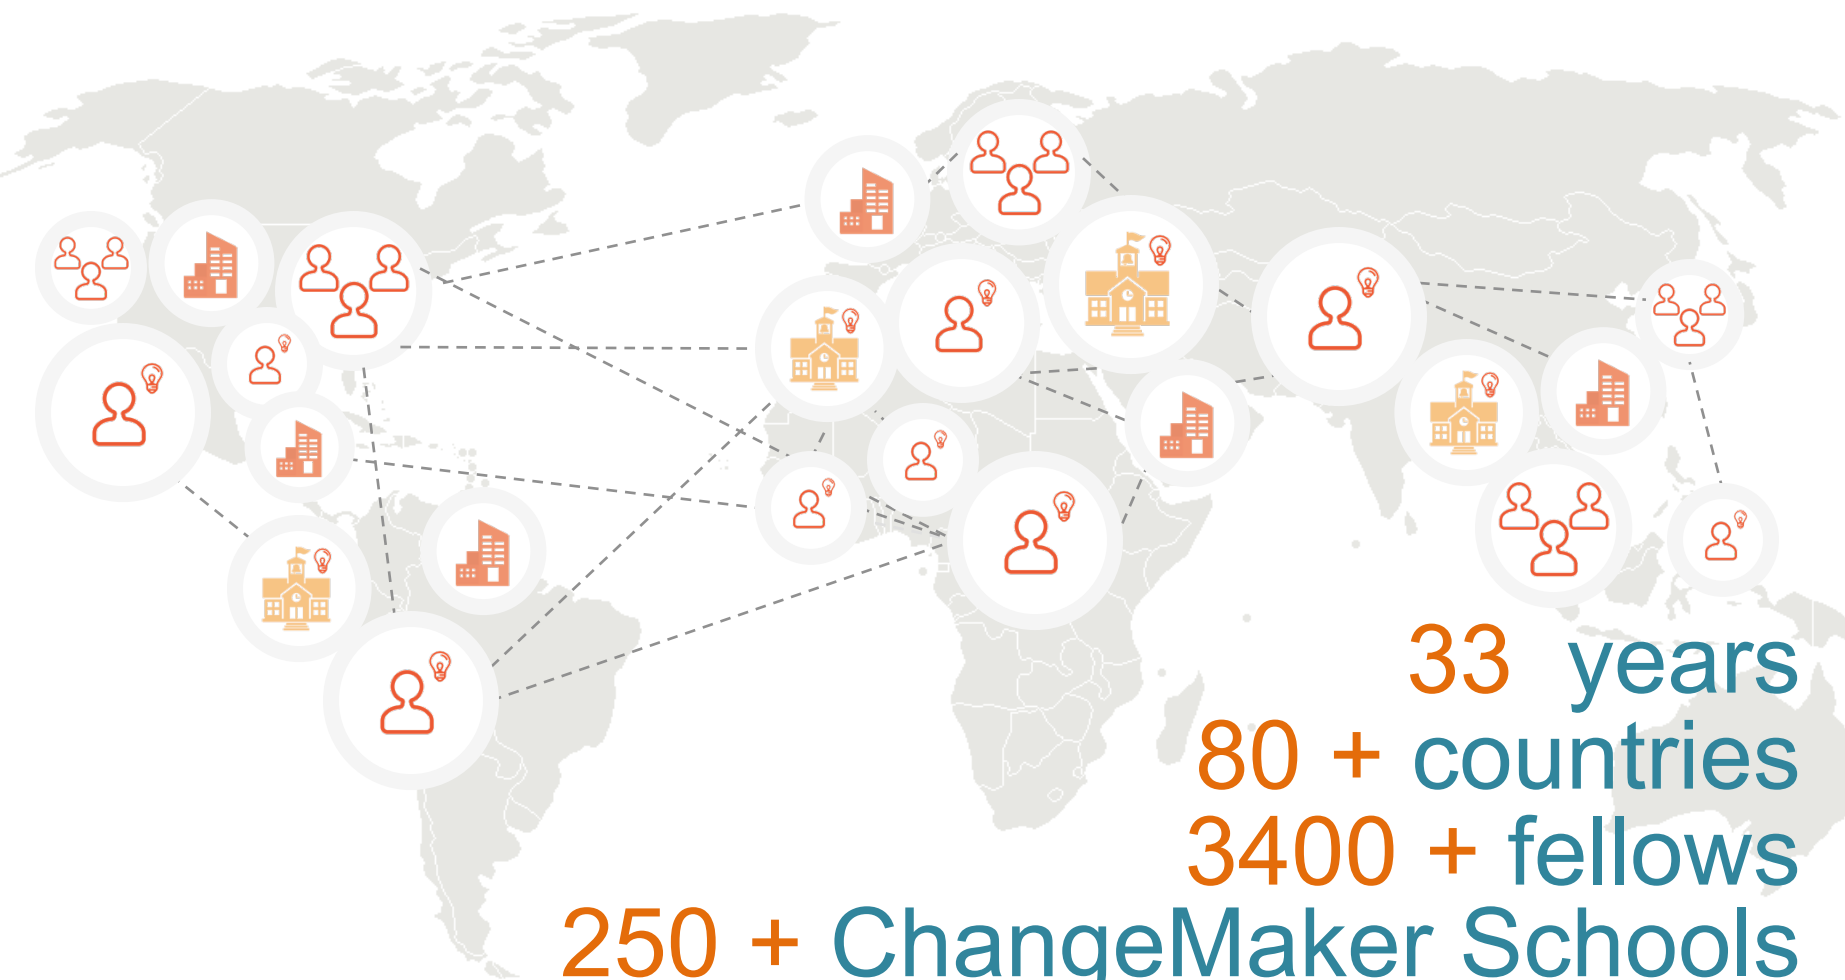 33 years
80 + countries
3400 + fellows
250 + ChangeMaker Schools